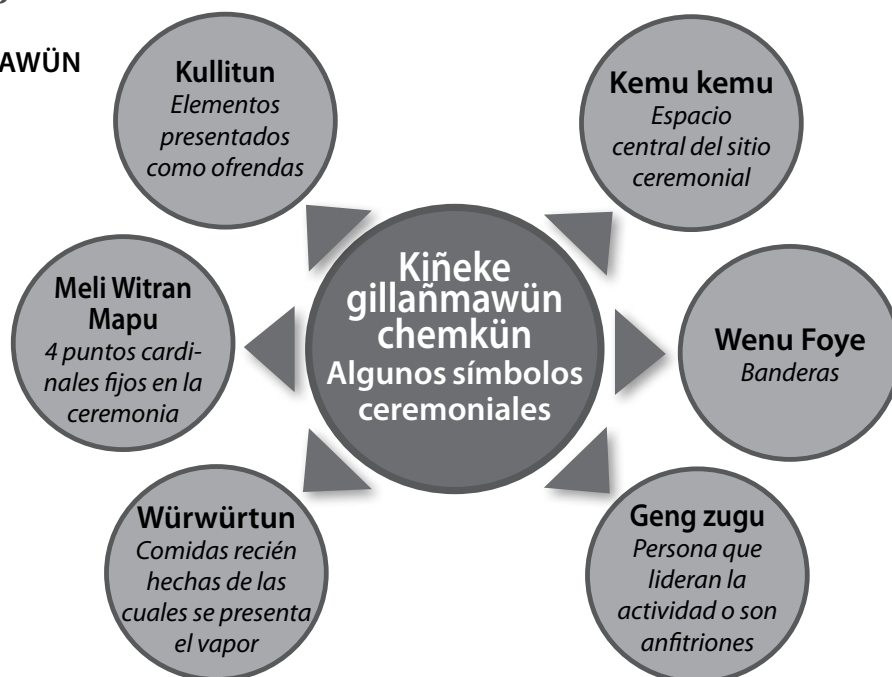 AWÜN
Kullitun
Elementos
presentados
como ofrendas
Kemu kemu
Espacio
central del sitio
ceremonial
Meli Witran
Mapu
4 puntos cardi-
nales fijos en la
ceremonia
Kiñeke
gillañmawün
chemkün
Algunos símbolos
ceremoniales
Wenu Foye
Banderas
Würwürtun
Comidas recién
hechas de las
cuales se presenta
el vapor
Geng zugu
Persona que
lideran la
actividad o son
anfitriones